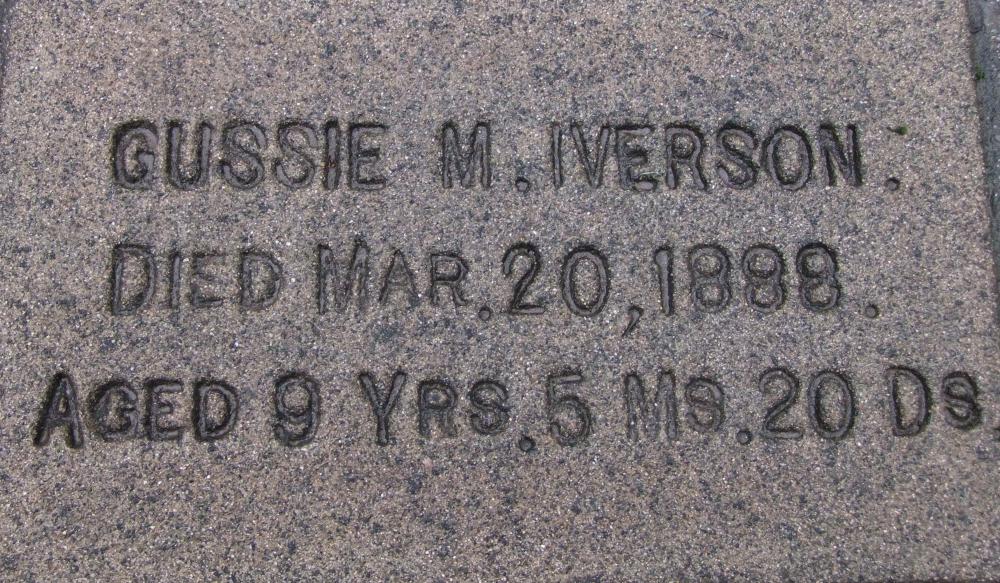 GUSSIE M. IVERSON.
DIED MAR. 20, 1888.
AGED 9 YRS. 5 MS. 20 DS.